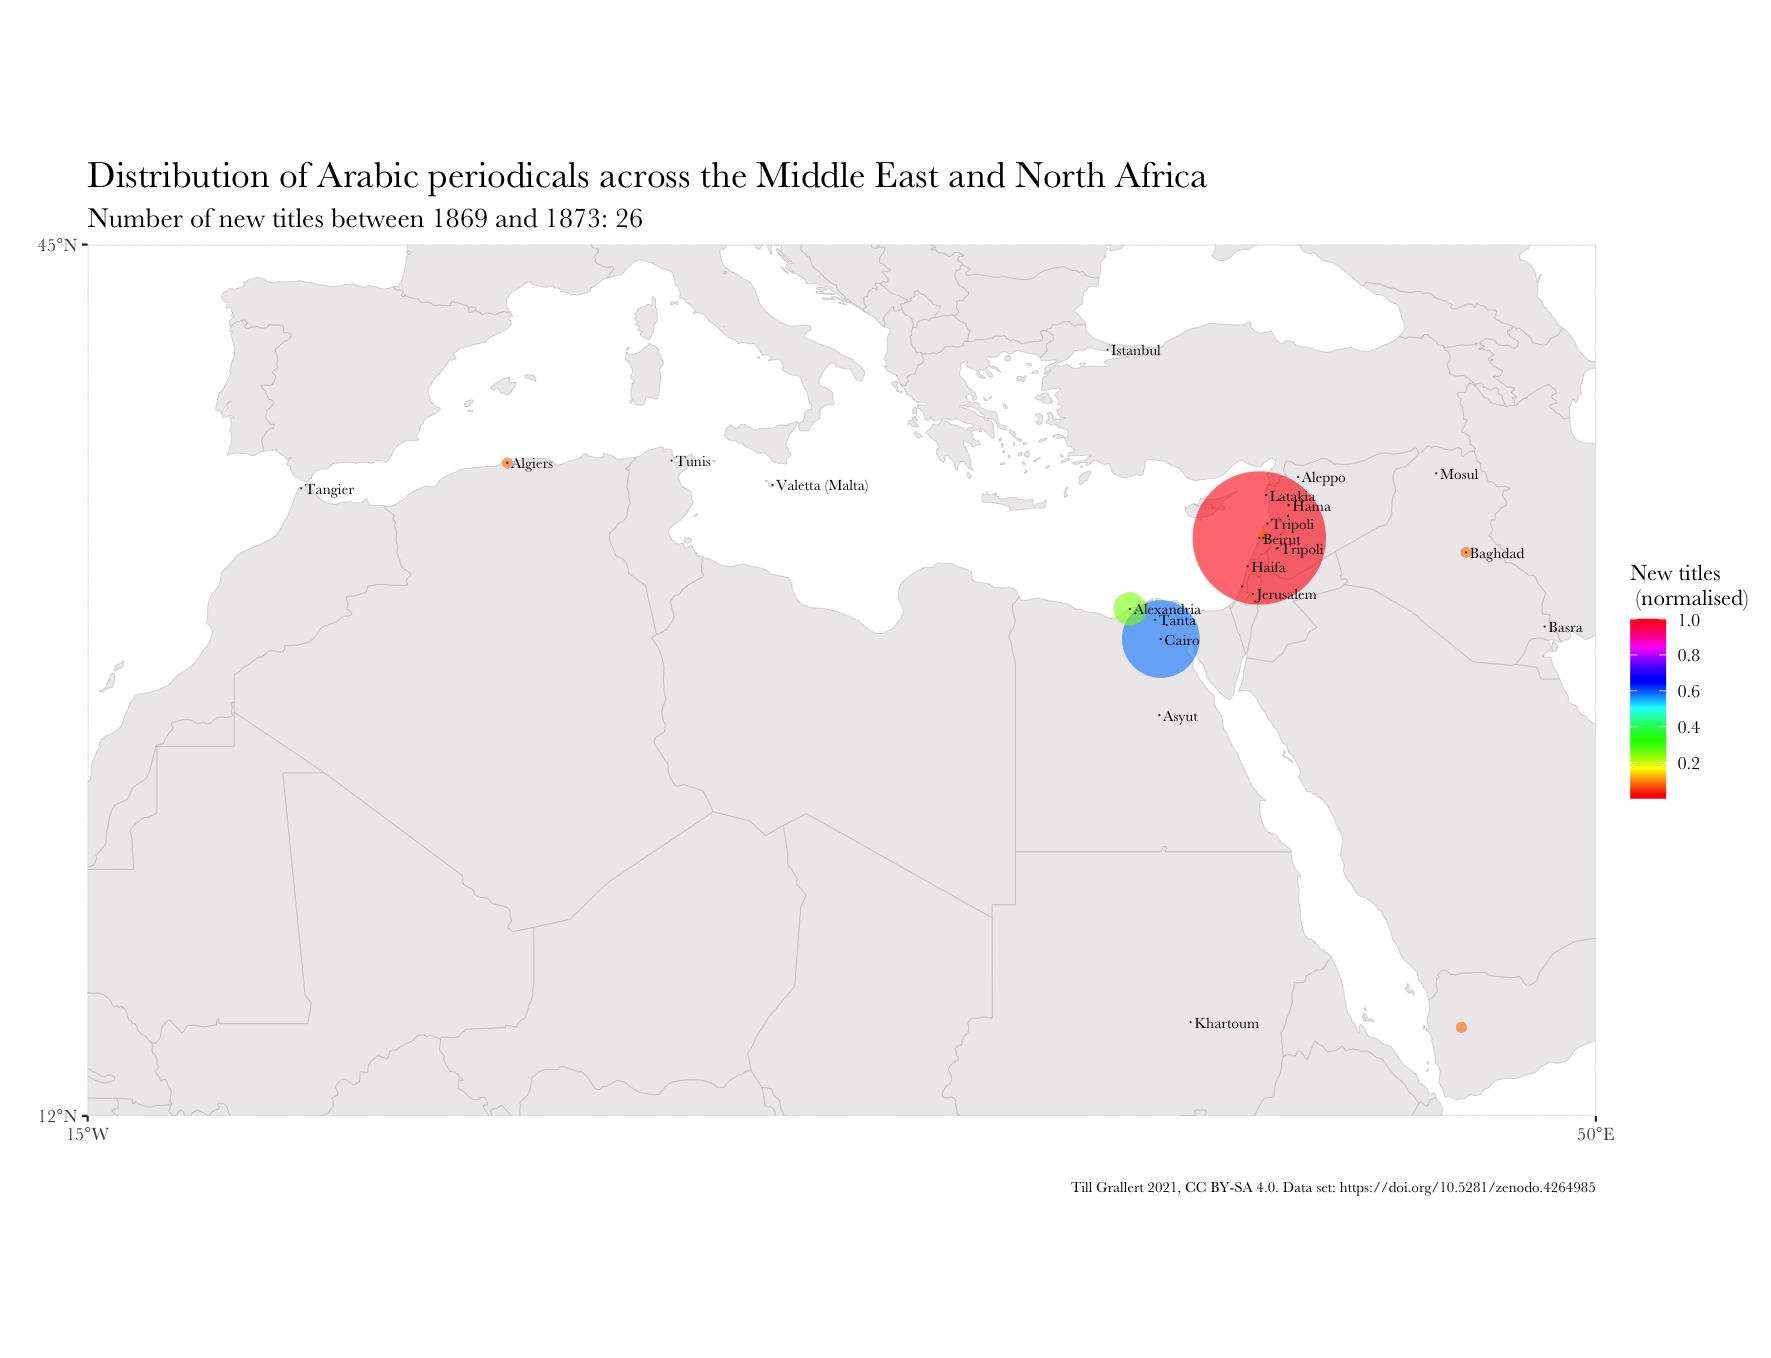 Distribution of Arabic periodicals across the Middle East and North Africa
Number of new titles between 1869 and 1873: 26
45°N
Istanbul
Algiers
Tunis
Tangier
Valetta (Malta)
Aleppo
Mosul
Latakia
Hama
Tripoli
Beirut
Tripoli
Baghdad
Haifa
Jerusalem
Alexandria
Tanta
Cairo
Basra
Asyut
Khartoum
New titles
(normalised)
1.0
0.8
0.6
0.4
0.2
12°N
15°W
50°E
Till Grallert 2021, CC BY-SA 4.0. Data set: https://doi.org/10.5281/zenodo.4264985